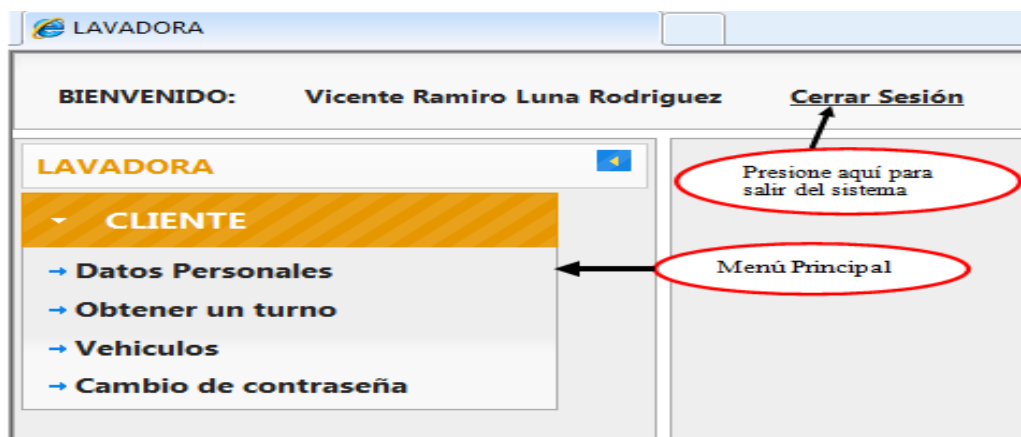 LAVADORA
BIENVENIDO: Vicente Ramiro Luna Rodriguez Cerrar Sesión
LAVADORA
Presione aquí para
salir del sistema
CLIENTE
Menú Principal
Datos Personales
Obtener un turno
Vehiculos
Cambio de contraseña